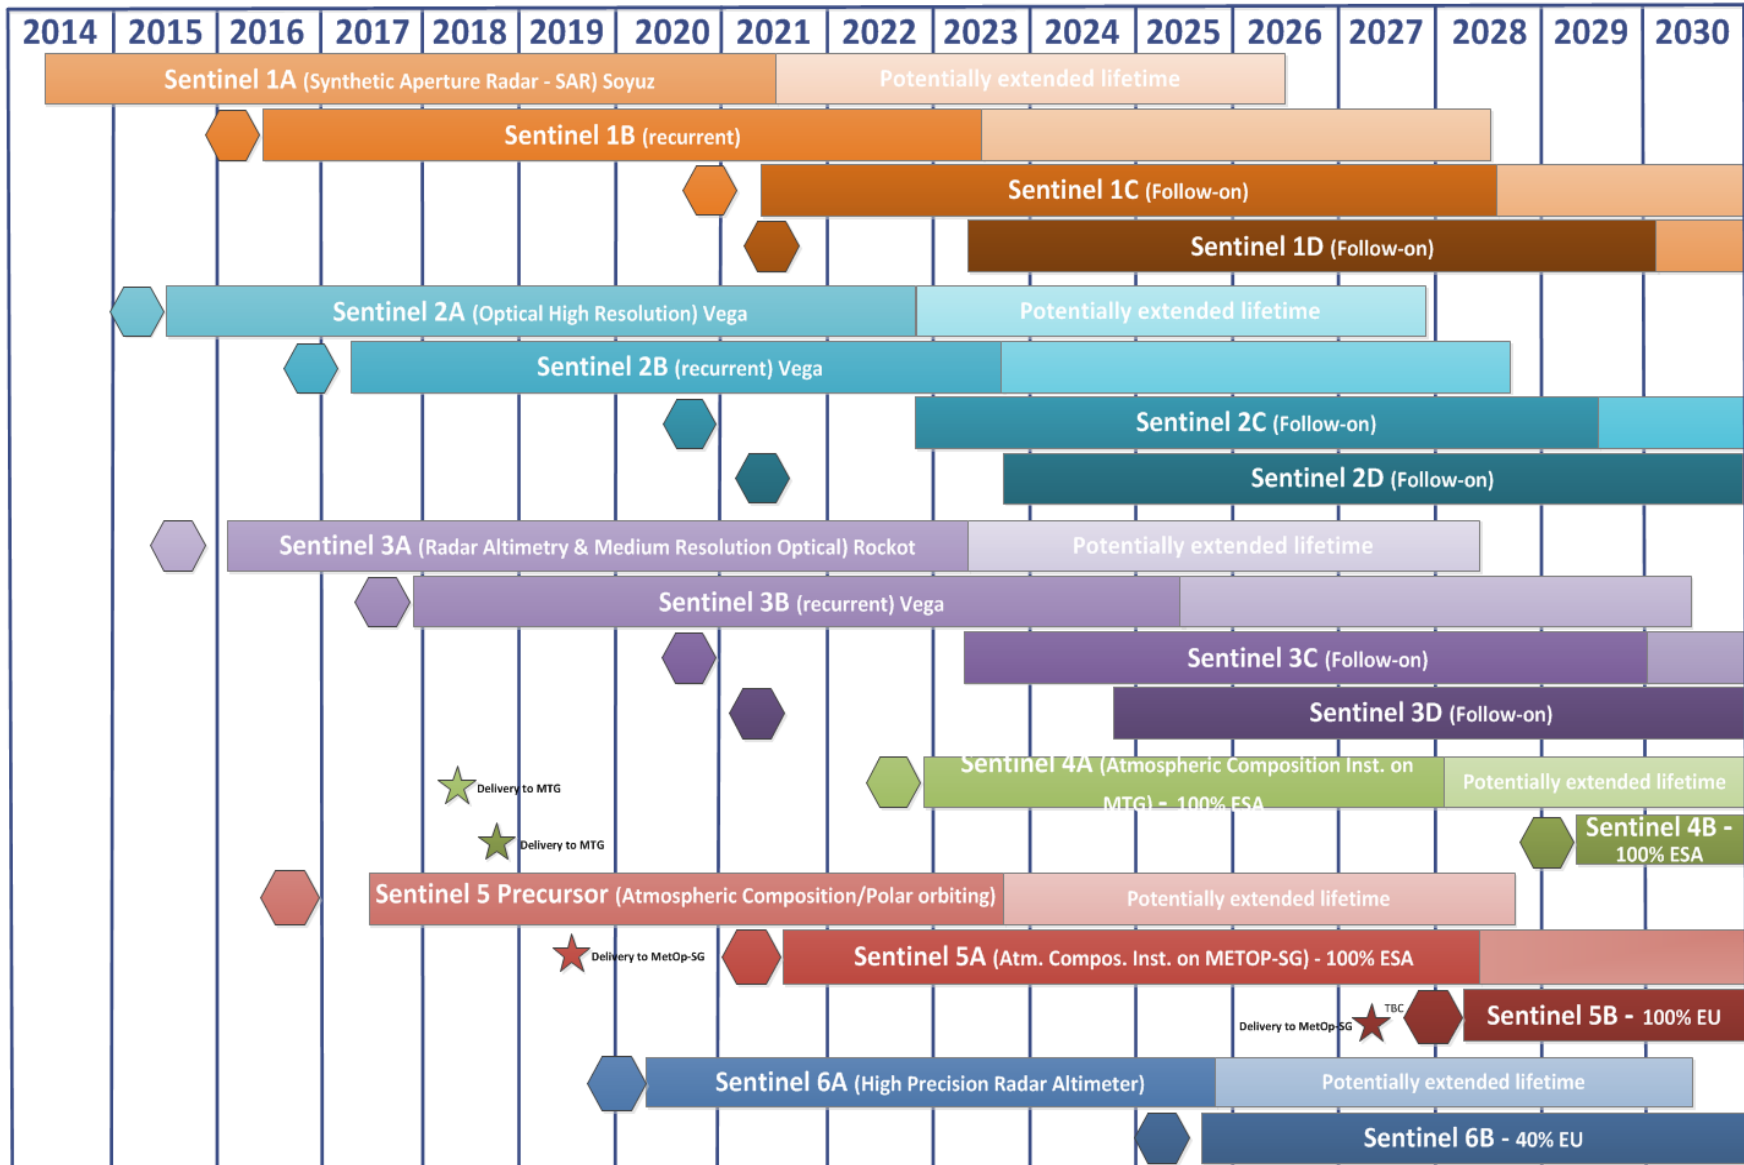 2014 2015 2016 2017 2018 2019 2020 2021 2022 2023 2024 2025 2026 2027 2028 2029 2030
Sentinel 1A (Synthetic Aperture Radar - SAR) Soyuz Potentially extended lifetime
Sentinel 1B (recurrent)
Sentinel 1C (Follow-on)
Sentinel 1D (Follow-on)
Sentinel 2A (Optical High Resolution) Vega Potentially extended lifetime
Sentinel 2B (recurrent) Vega
Sentinel 2C (Follow-on)
Sentinel 2D (Follow-on)
Sentinel 3A (Radar Altimetry & Medium Resolution Optical) Rockot Potentially extended lifetime
Sentinel 3B (recurrent) Vega
Sentinel 3C (Follow-on)
Sentinel 3D (Follow-on)
Delivery to MTG
Sentinel 4A (Atmospheric Composition Inst. on
MTG) - 100% ESA
Potentially extended lifetime
Delivery to MTG
Sentinel 4B -
100% ESA
Sentinel 5 Precursor (Atmospheric Composition/Polar orbiting) Potentially extended lifetime
Delivery to MetOp-SG
Sentinel 5A (Atm. Compos. Inst. on METOP-SG) - 100% ESA
Delivery to MetOp-SG
TBC
Sentinel 5B - 100% EU
Sentinel 6A (High Precision Radar Altimeter) Potentially extended lifetime
Sentinel 6B - 40% EU